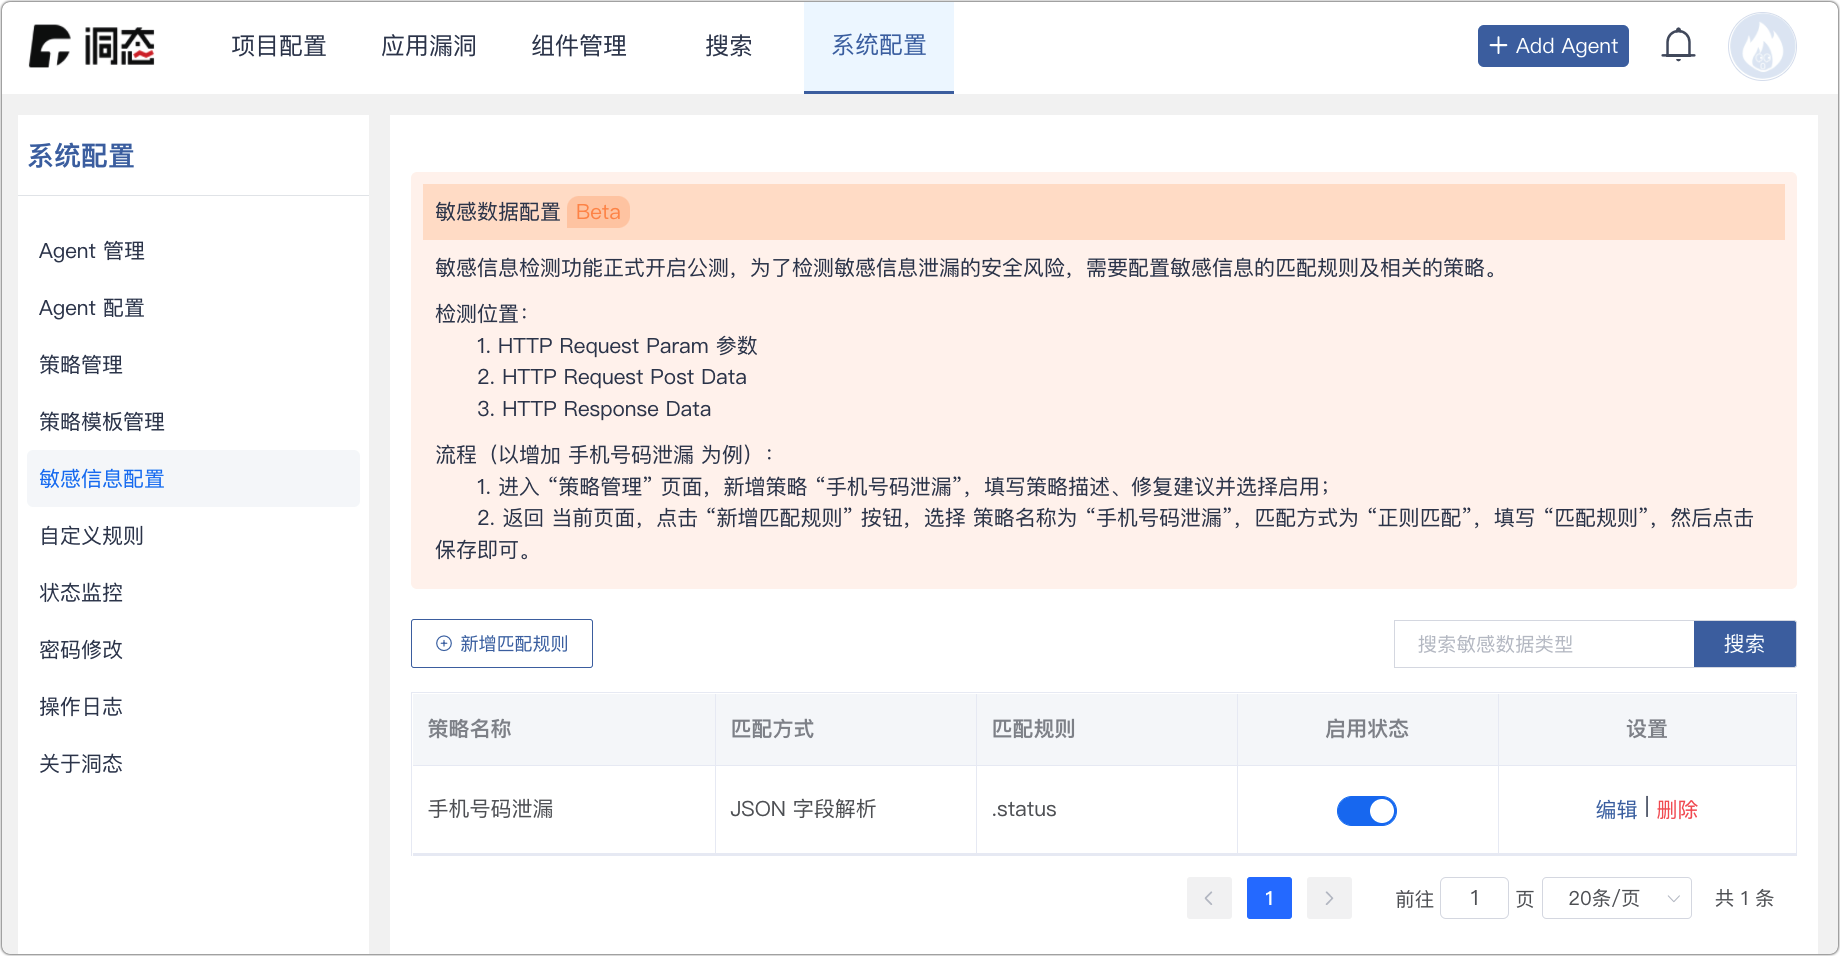 洞态
项目配置
应用漏洞
组件管理
搜索
系统配置
+ Add Agent
系统配置
Agent 管理
Agent 配置
策略管理
策略模板管理
敏感信息配置
自定义规则
状态监控
密码修改
操作日志
关于洞态
敏感数据配置 Beta
敏感信息检测功能正式开启公测，为了检测敏感信息泄漏的安全风险，需要配置敏感信息的匹配规则及相关的策略。
检测位置：
1. HTTP Request Param 参数
2. HTTP Request Post Data
3. HTTP Response Data
流程（以增加 手机号码泄漏 为例）：
1. 进入 “策略管理” 页面，新增策略 “手机号码泄漏”，填写策略描述、修复建议并选择启用；
2. 返回 当前页面，点击 “新增匹配规则” 按钮，选择 策略名称为 “手机号码泄漏”，匹配方式为 “正则匹配”，填写 “匹配规则”，然后点击
保存即可。
新增匹配规则
搜索敏感数据类型
搜索
策略名称 匹配方式 匹配规则 启用状态 设置
手机号码泄漏 JSON 字段解析 .status 编辑 | 删除
1 前往 1 页 20条/页 共 1 条